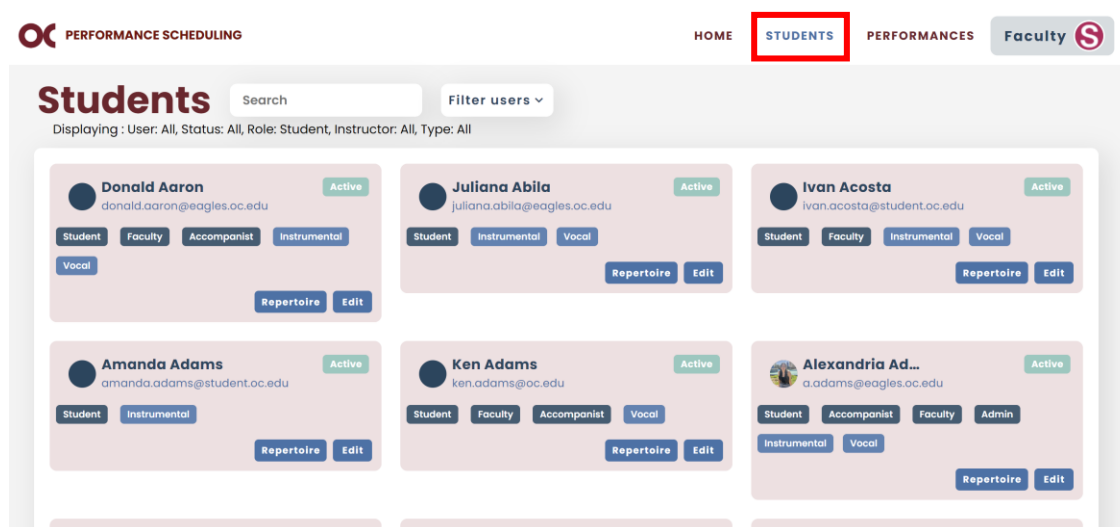 OC PERFORMANCE SCHEDULING
HOME STUDENTS PERFORMANCES Faculty S
Students Search Filter users
Displaying : User: All, Status: All, Role: Student, Instructor: All, Type: All
Donald Aaron Active
donald.aaron@eagles.oc.edu
Student Faculty Accompanist Instrumental
Vocal
Repertoire Edit
Juliana Abila Active
juliana.abila@eagles.oc.edu
Student Instrumental Vocal
Repertoire Edit
Ivan Acosta Active
ivan.acosta@student.oc.edu
Student Faculty Instrumental Vocal
Repertoire Edit
Amanda Adams Active
amanda.adams@student.oc.edu
Student Instrumental
Repertoire Edit
Ken Adams Active
ken.adams@oc.edu
Student Faculty Accompanist Vocal
Repertoire Edit
Alexandria Ad... Active
a.adams@eagles.oc.edu
Student Accompanist Faculty Admin
Instrumental Vocal
Repertoire Edit